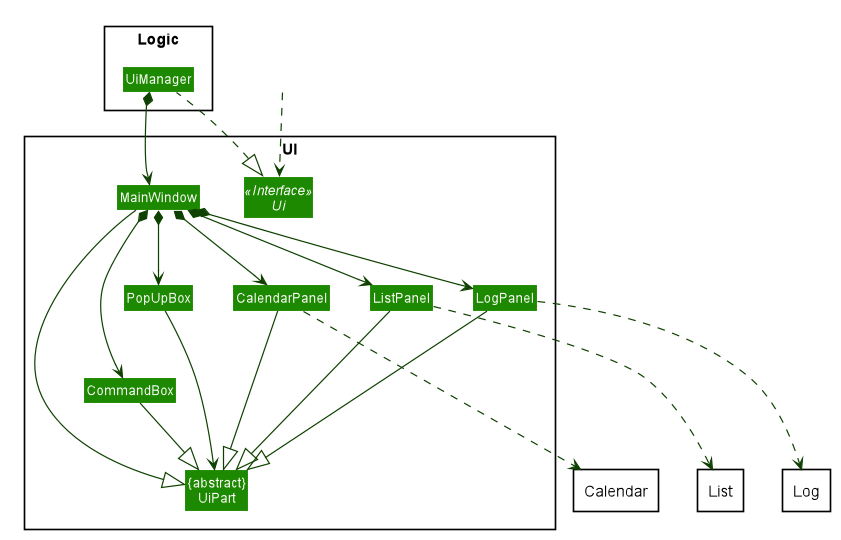 Logic
UiManager
UI
MainWindow
«Interface»
Ui
PopUpBox
CalendarPanel
ListPanel
LogPanel
CommandBox
{abstract}
UiPart
Calendar
List
Log